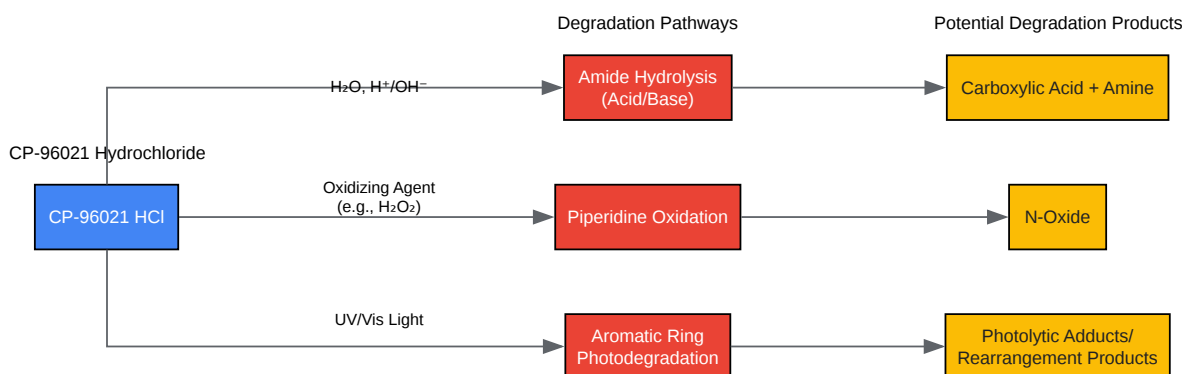 Degradation Pathways
Potential Degradation Products
H₂O, H⁺/OH⁻
Amide Hydrolysis
(Acid/Base)
Carboxylic Acid + Amine
CP-96021 Hydrochloride
CP-96021 HCl
Oxidizing Agent
(e.g., H₂O₂)
Piperidine Oxidation
N-Oxide
UV/Vis Light
Aromatic Ring
Photodegradation
Photolytic Adducts/
Rearrangement Products